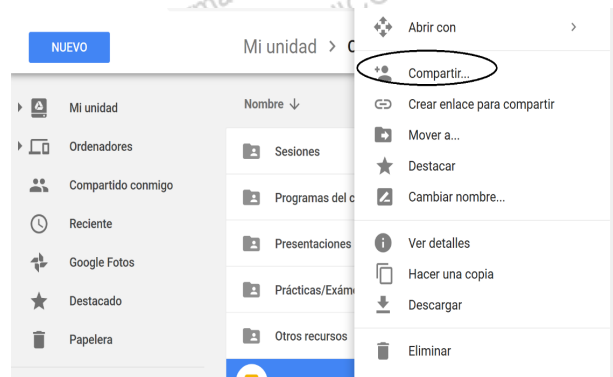 NUEVO
Mi unidad
Ordenadores
Compartido conmigo
Reciente
Google Fotos
Destacado
Papelera
Mi unidad > C
Nombre ↓
Sesiones
Programas del c
Presentaciones
Prácticas/Exáme
Otros recursos
Abrir con >
Compartir...
Crear enlace para compartir
Mover a...
Destacar
Cambiar nombre...
Ver detalles
Hacer una copia
Descargar
Eliminar